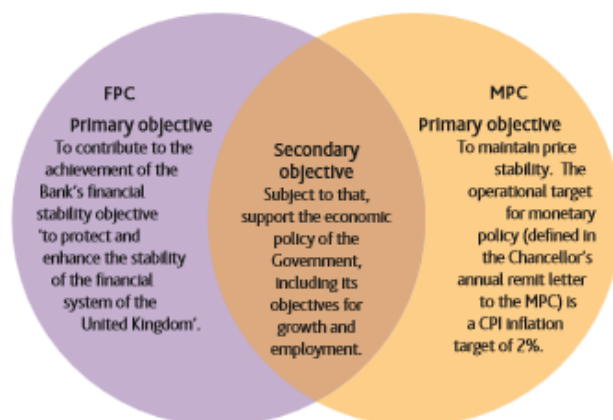 FPC
Primary objective
To contribute to the
achievement of the
Bank's financial
stability objective
'to protect and
enhance the stability
of the financial
system of the
United Kingdom'.
Secondary
objective
Subject to that,
support the economic
policy of the
Government,
including its
objectives for
growth and
employment.
MPC
Primary objective
To maintain price
stability. The
operational target
for monetary
policy (defined in
the Chancellor's
annual remit letter
to the MPC) is
a CPI inflation
target of 2%.